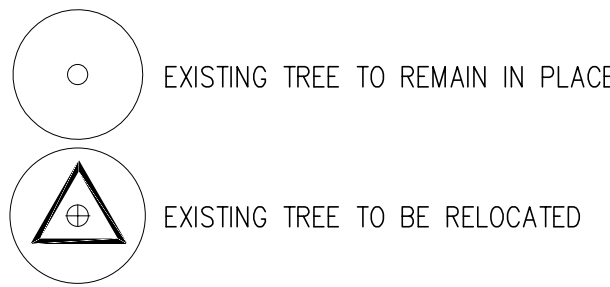 EXISTING TREE TO REMAIN IN PLACE
EXISTING TREE TO BE RELOCATED